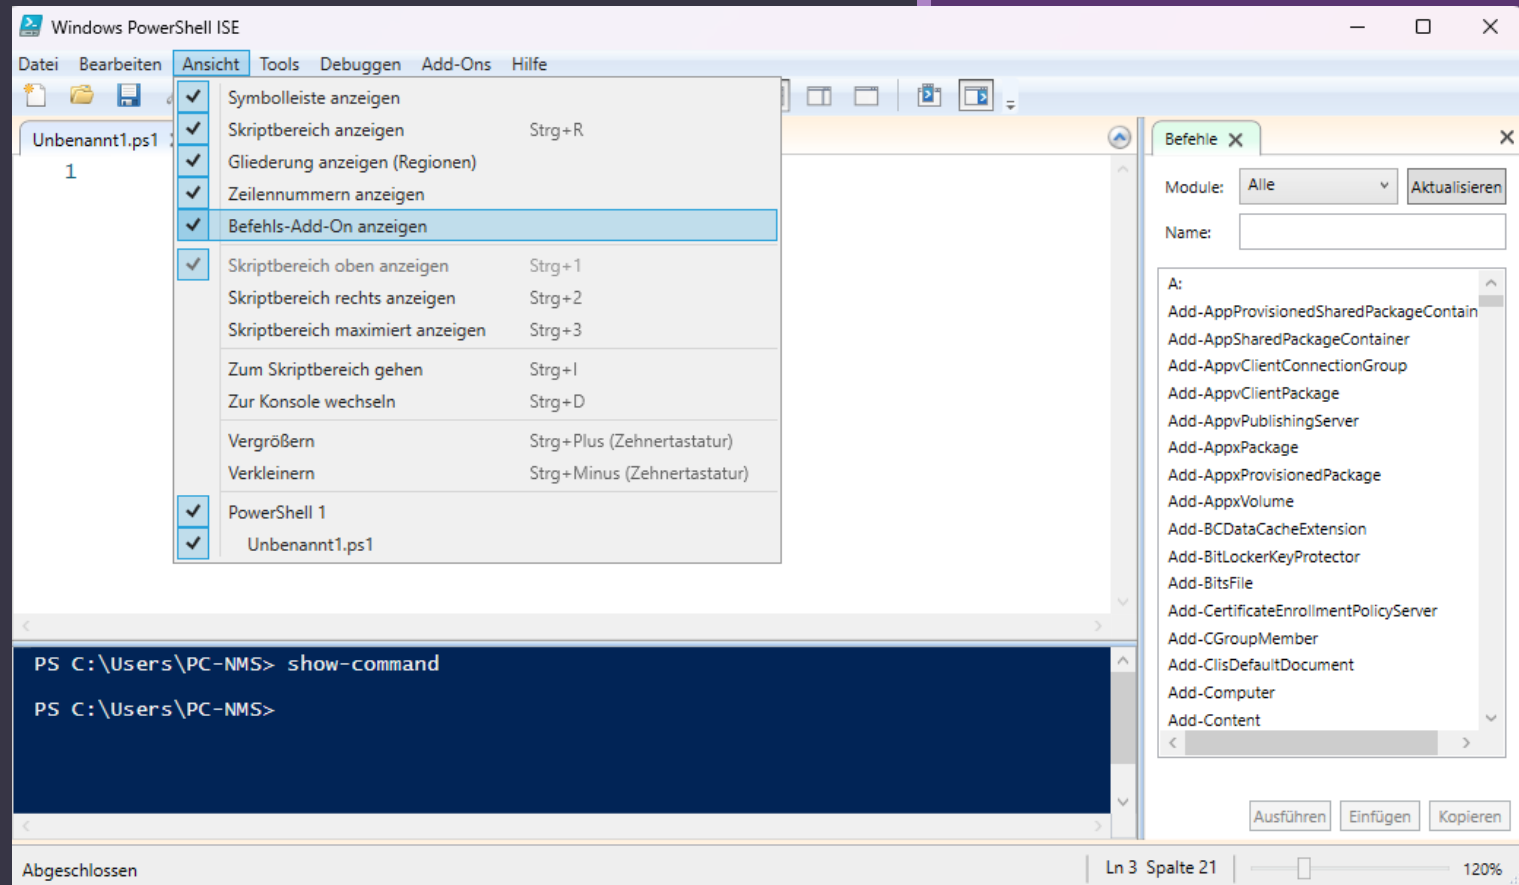 Windows PowerShell ISE
Datei Bearbeiten Ansicht Tools Debuggen Add-Ons Hilfe
Unbenannt1.ps1
1
Symbolleiste anzeigen
Skriptbereich anzeigen Strg+R
Gliederung anzeigen (Regionen)
Zeilennummern anzeigen
Befehls-Add-On anzeigen
Skriptbereich oben anzeigen Strg+1
Skriptbereich rechts anzeigen Strg+2
Skriptbereich maximiert anzeigen Strg+3
Zum Skriptbereich gehen Strg+I
Zur Konsole wechseln Strg+D
Vergrößern Strg+Plus (Zehnertastatur)
Verkleinern Strg+Minus (Zehnertastatur)
PowerShell 1
Unbenannt1.ps1
PS C:\Users\PC-NMS> show-command
PS C:\Users\PC-NMS>
Befehle
Module: Alle Aktualisieren
Name:
A:
Add-AppProvisionedSharedPackageContain
Add-AppSharedPackageContainer
Add-AppvClientConnectionGroup
Add-AppvClientPackage
Add-AppvPublishingServer
Add-AppxPackage
Add-AppxProvisionedPackage
Add-AppxVolume
Add-BCDataCacheExtension
Add-BitLockerKeyProtector
Add-BitsFile
Add-CertificateEnrollmentPolicyServer
Add-CGroupMember
Add-ClisDefaultDocument
Add-Computer
Add-Content
Ausführen Einfügen Kopieren
Abgeschlossen
Ln 3 Spalte 21
120%